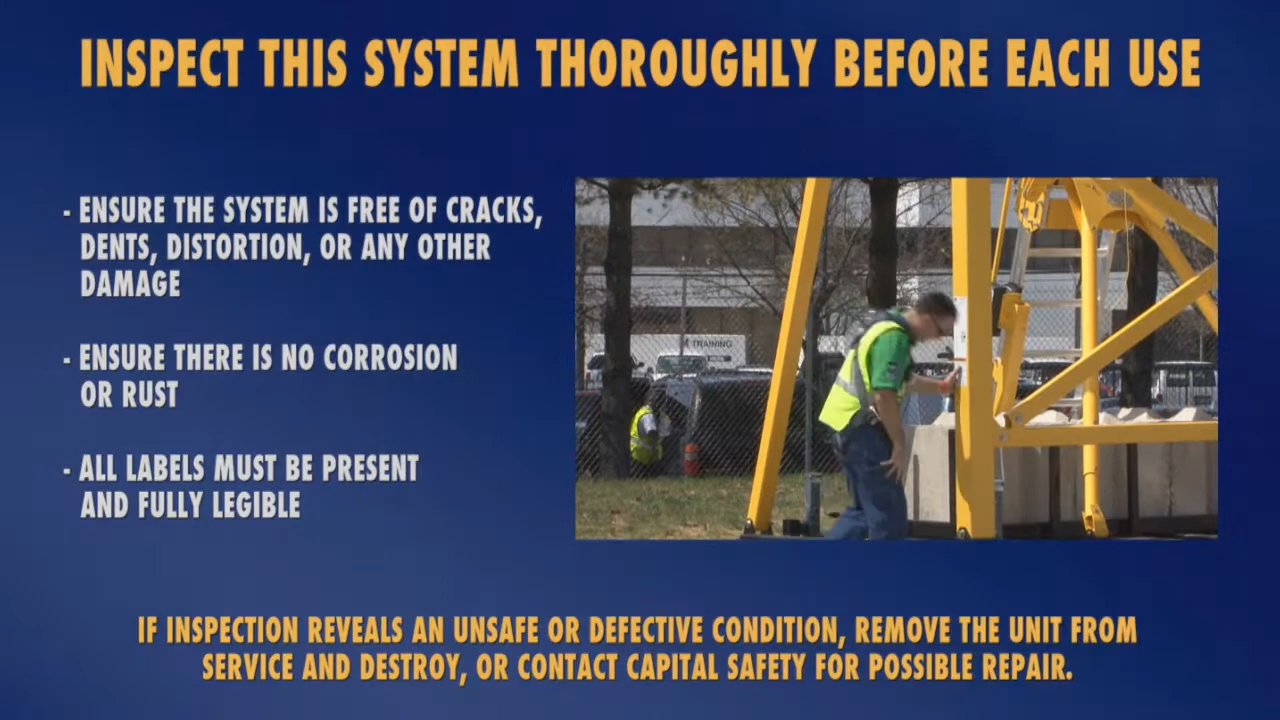 INSPECT THIS SYSTEM THOROUGHLY BEFORE EACH USE
- ENSURE THE SYSTEM IS FREE OF CRACKS,
DENTS, DISTORTION, OR ANY OTHER
DAMAGE
- ENSURE THERE IS NO CORROSION
OR RUST
- ALL LABELS MUST BE PRESENT
AND FULLY LEGIBLE
TRAINING
IF INSPECTION REVEALS AN UNSAFE OR DEFECTIVE CONDITION, REMOVE THE UNIT FROM
SERVICE AND DESTROY, OR CONTACT CAPITAL SAFETY FOR POSSIBLE REPAIR.